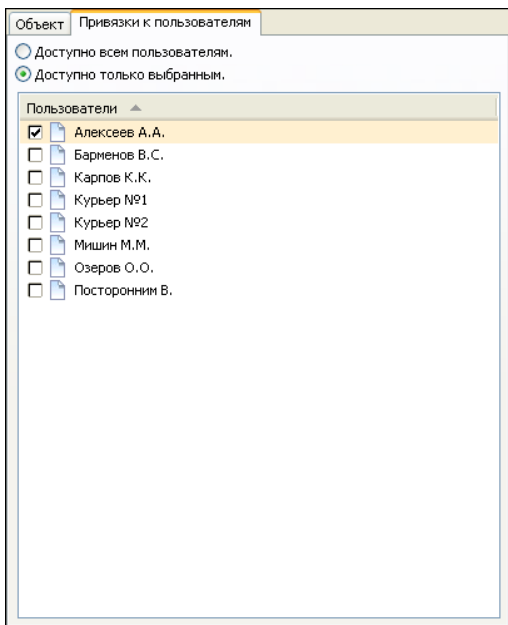 Объект Привязки к пользователям
Доступно всем пользователям.
Доступно только выбранным.
Пользователи
Алексеев А.А.
Барменов В.С.
Карпов К.К.
Курьер №1
Курьер №2
Мишин М.М.
Озеров О.О.
Посторонним В.